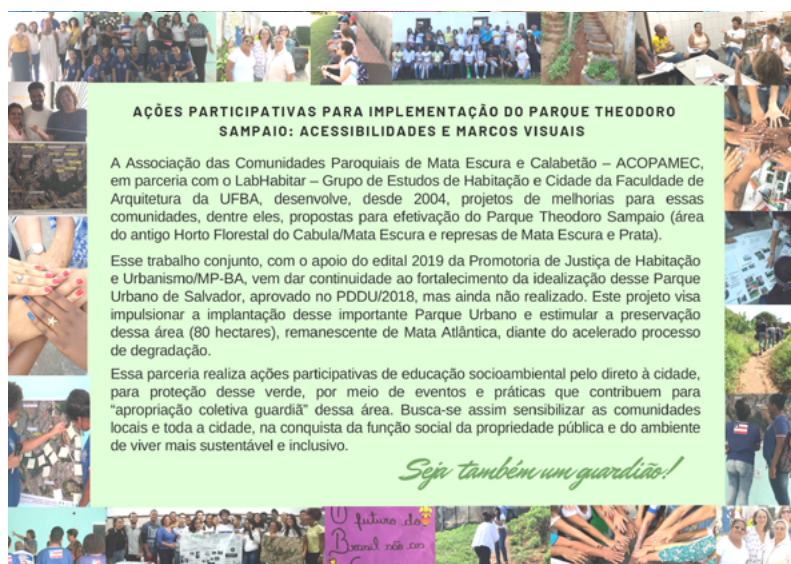 AÇÕES PARTICIPATIVAS PARA IMPLEMENTAÇÃO DO PARQUE THEODORO
SAMPAIO: ACESSIBILIDADES E MARCOS VISUAIS
A Associação das Comunidades Paroquiais de Mata Escura e Calabetão – ACOPAMEC,
em parceria com o LabHabitar – Grupo de Estudos de Habitação e Cidade da Faculdade de
Arquitetura da UFBA, desenvolve, desde 2004, projetos de melhorias para essas
comunidades, dentre eles, propostas para efetivação do Parque Theodoro Sampaio (área
do antigo Horto Florestal do Cabula/Mata Escura e represas de Mata Escura e Prata).
Esse trabalho conjunto, com o apoio do edital 2019 da Promotoria de Justiça de Habitação
e Urbanismo/MP-BA, vem dar continuidade ao fortalecimento da idealização desse Parque
Urbano de Salvador, aprovado no PDDU/2018, mas ainda não realizado. Este projeto visa
impulsionar a implantação desse importante Parque Urbano e estimular a preservação
dessa área (80 hectares), remanescente de Mata Atlântica, diante do acelerado processo
de degradação.
Essa parceria realiza ações participativas de educação socioambiental pelo direto à cidade,
para proteção desse verde, por meio de eventos e práticas que contribuem para
“apropriação coletiva guardiã” dessa área. Busca-se assim sensibilizar as comunidades
locais e toda a cidade, na conquista da função social da propriedade pública e do ambiente
de viver mais sustentável e inclusivo.
Seja também um guardião!
O futuro do
Brasil são as